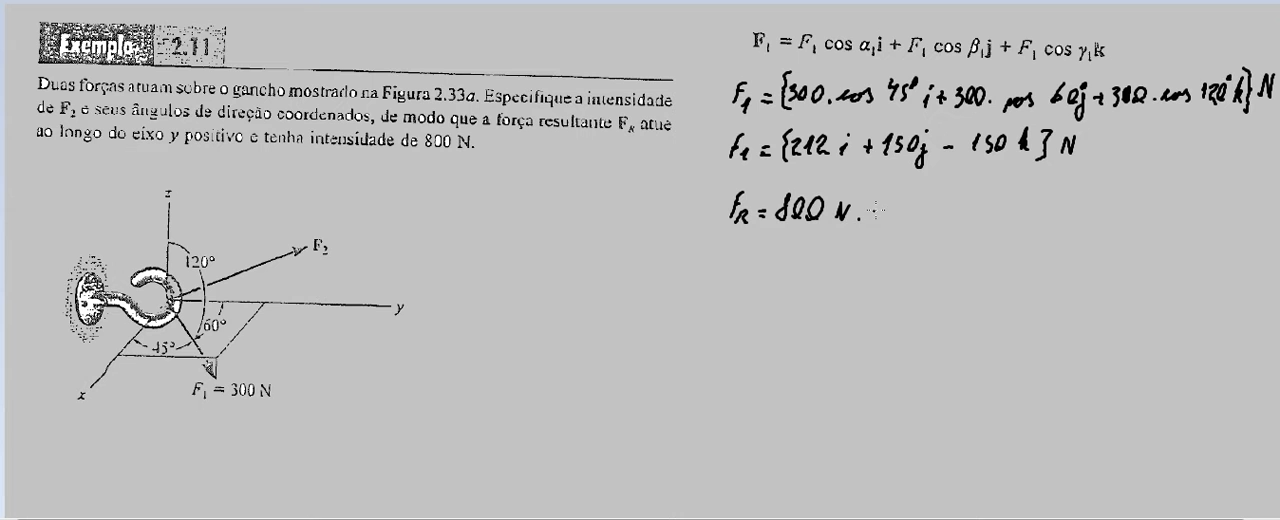 Exemplo 2.11
Duas forças atuam sobre o gancho mostrado na Figura 2.33a. Especifique a intensidade
de F₂ e seus ângulos de direção coordenados, de modo que a força resultante F_R atue
ao longo do eixo y positivo e tenha intensidade de 800 N.
z
120°
F₂
y
60°
45°
x
F₁ = 300 N
F₁ = F₁ cos α₁i + F₁ cos β₁j + F₁ cos γ₁k
F₁ = {300. cos 45° i + 300. cos 60j + 300. cos 120° k} N
F₁ = {212 i + 150j - 150 k} N
F_R = 800 N.